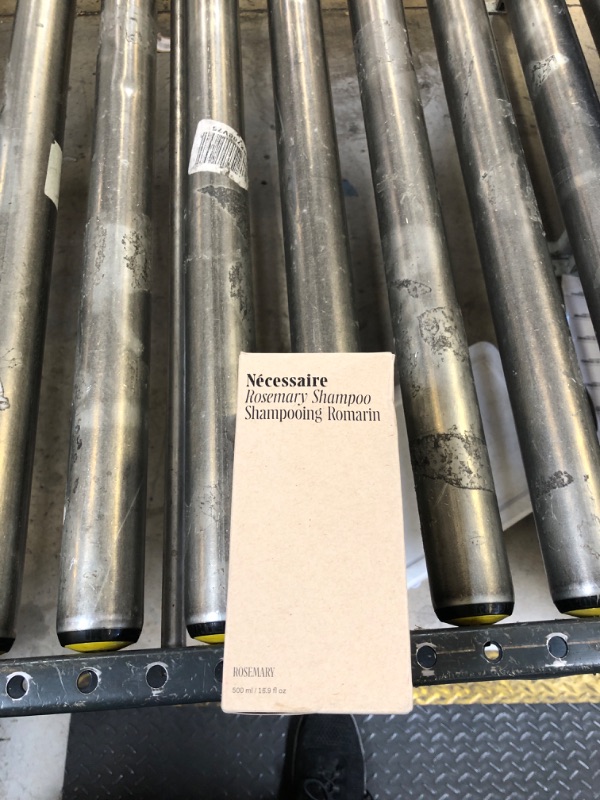 Nécessaire
Rosemary Shampoo
Shampooing Romarin
ROSEMARY
500 ml / 16.9 fl oz